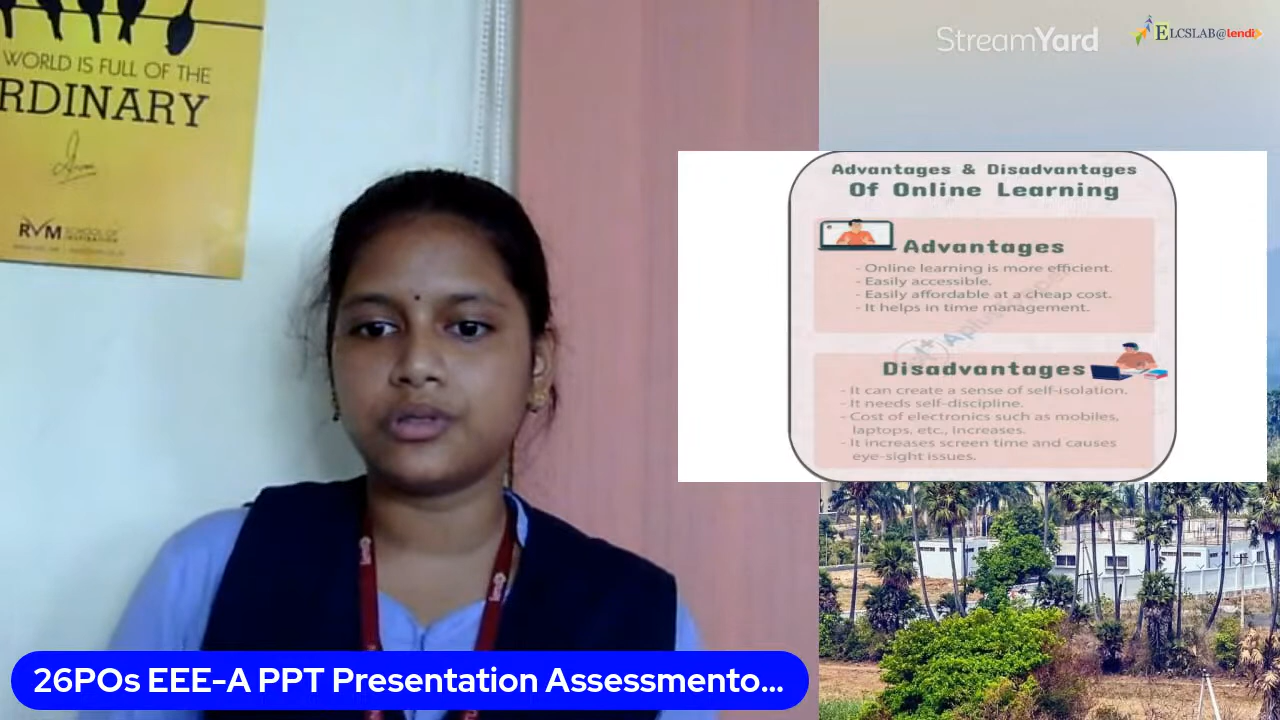 WORLD IS FULL OF THE
RDINARY
RVM SCHOOL OF
INSPIRATION
StreamYard
ELCSLAB@lendi
Advantages & Disadvantages
Of Online Learning
Advantages
- Online learning is more efficient.
- Easily accessible.
- Easily affordable at a cheap cost.
- It helps in time management.
Disadvantages
- It can create a sense of self-isolation.
- It needs self-discipline.
- Cost of electronics such as mobiles,
laptops, etc., Increases.
- It increases screen time and causes
eye-sight issues.
26POs EEE-A PPT Presentation Assessmento...